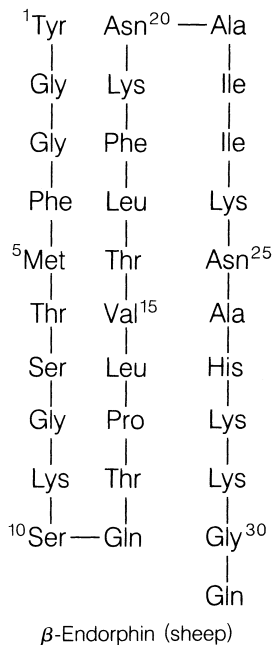 1Tyr Asn20 Ala
Gly Lys Ile
Gly Phe Ile
Phe Leu Lys
5Met Thr Asn25
Thr Val15 Ala
Ser Leu His
Gly Pro Lys
Lys Thr Lys
10Ser Gln Gly30
Gln
β-Endorphin (sheep)